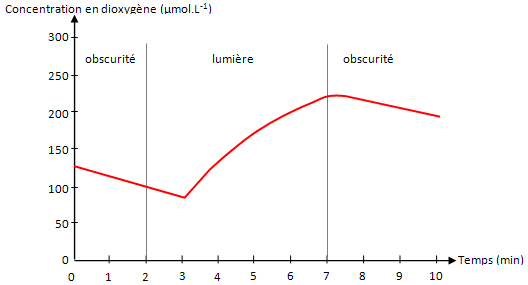 Concentration en dioxygène (µmol.L⁻¹)
300
obscurité lumière obscurité
250
200
150
100
50
0
Temps (min)
0 1 2 3 4 5 6 7 8 9 10